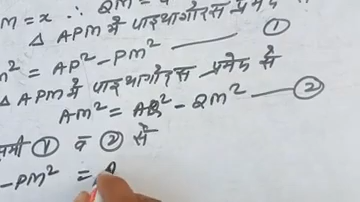 M = x ∴ QM =
△ APM में पाइथागोरस प्रमेय
M² = AP² - PM² ——— ①
△ APM में पाइथागोरस प्रमेय से
AM² = AQ² - QM² ——— ②
समी ① व ② से
- PM² =